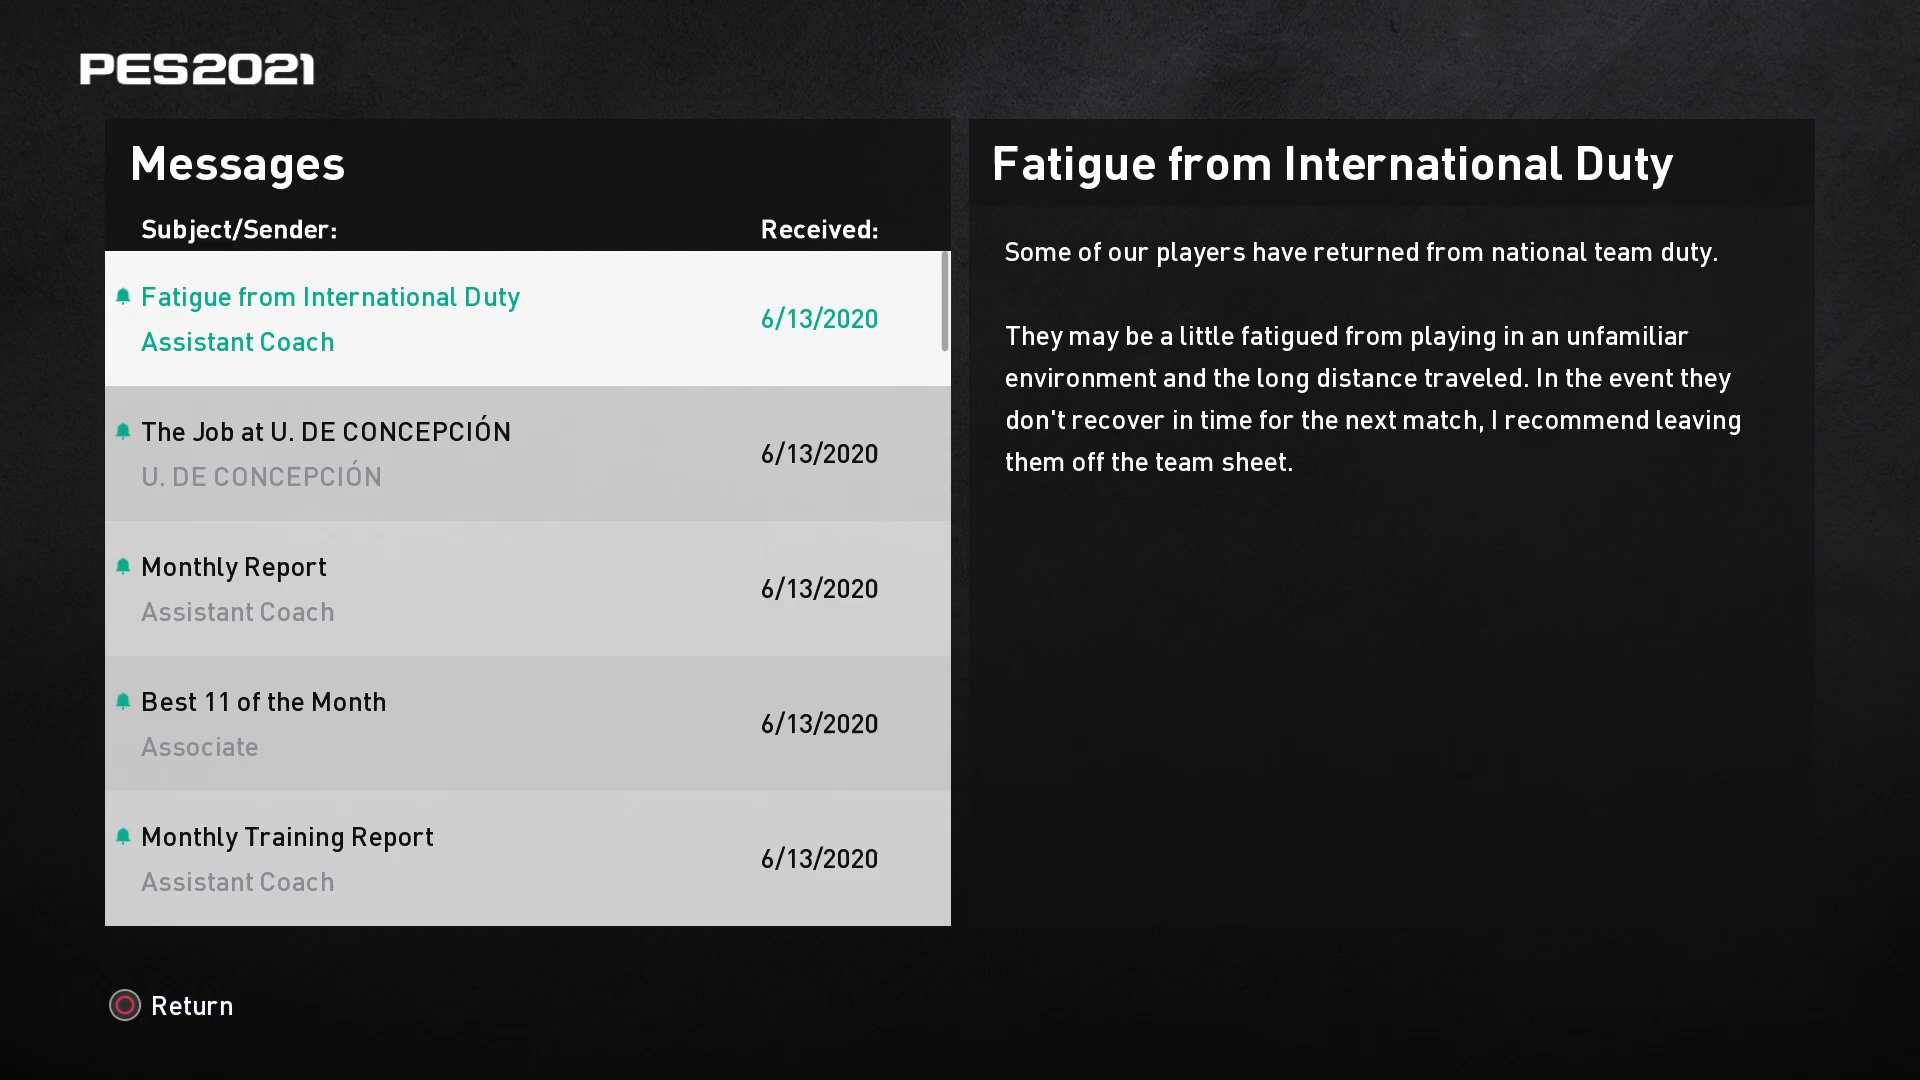 PES2021
Messages
Subject/Sender:
Received:
Fatigue from International Duty
Assistant Coach
6/13/2020
The Job at U. DE CONCEPCIÓN
U. DE CONCEPCIÓN
6/13/2020
Monthly Report
Assistant Coach
6/13/2020
Best 11 of the Month
Associate
6/13/2020
Monthly Training Report
Assistant Coach
6/13/2020
Fatigue from International Duty
Some of our players have returned from national team duty.
They may be a little fatigued from playing in an unfamiliar
environment and the long distance traveled. In the event they
don't recover in time for the next match, I recommend leaving
them off the team sheet.
Return